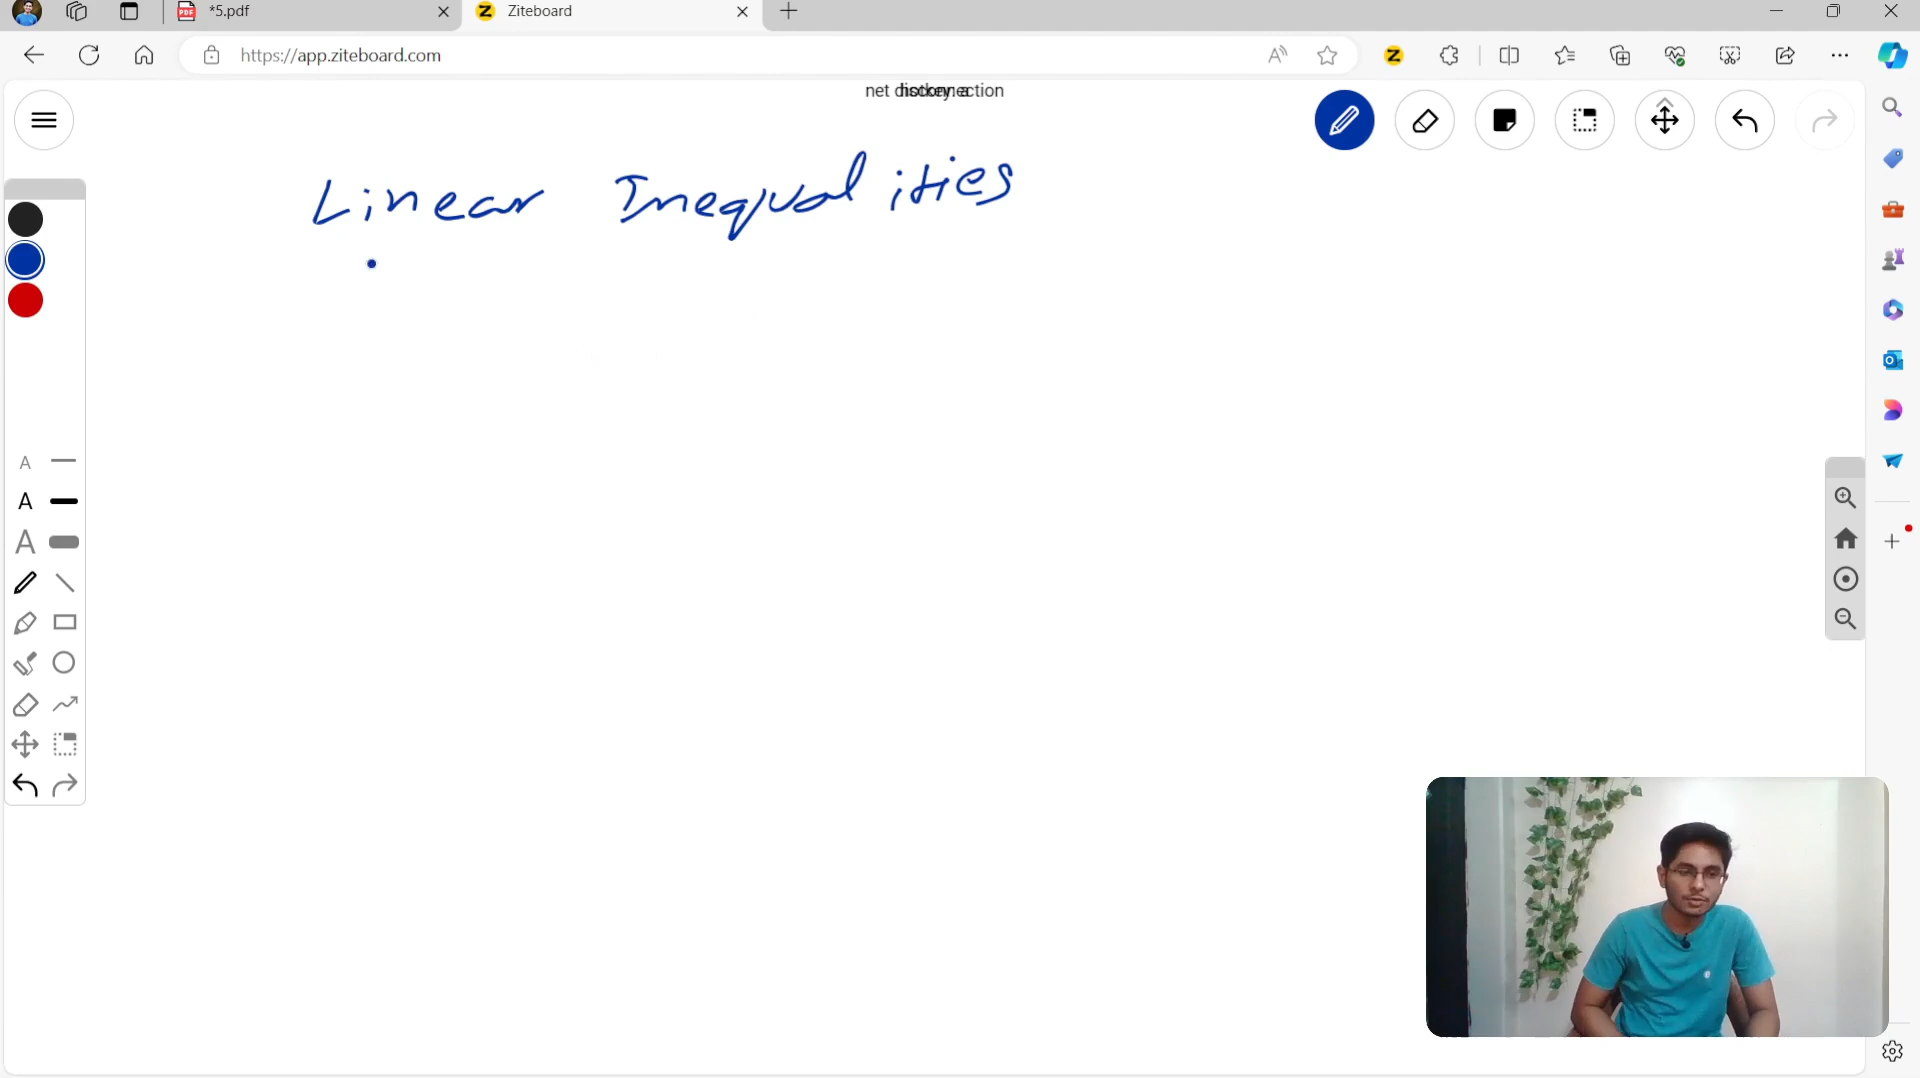 *5.pdf
Ziteboard
https://app.ziteboard.com
Linear Inequalities
A
A
A